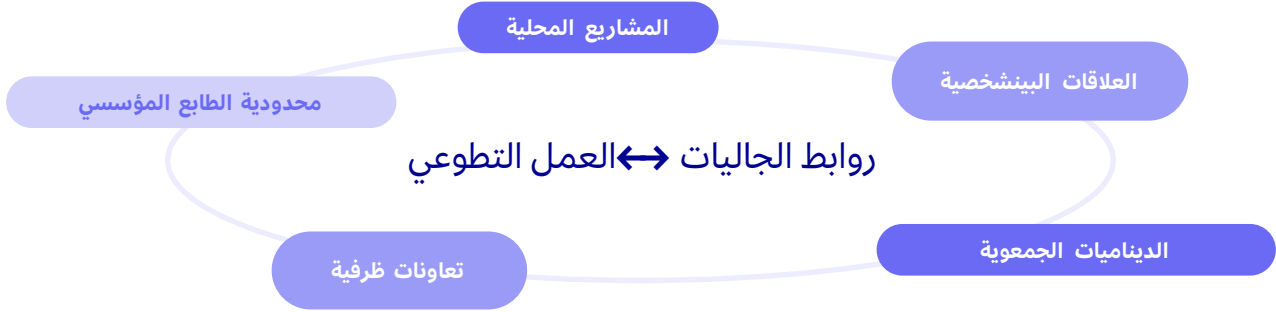 المشاريع المحلية
العلاقات البينشخصية
محدودية الطابع المؤسسي
روابط الجاليات ↔العمل التطوعي
الديناميات الجمعوية
تعاونات ظرفية